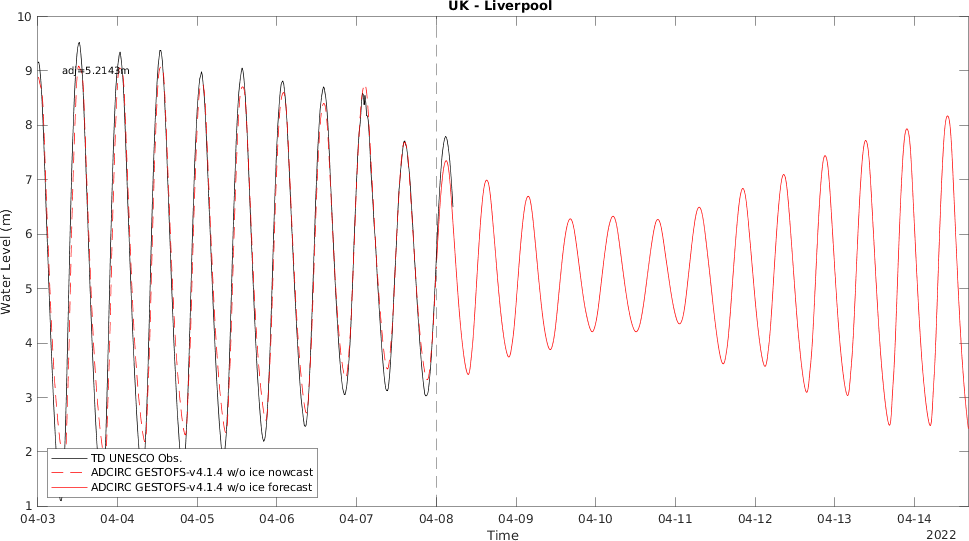 UK - Liverpool
10
9
8
7
6
5
4
3
2
1
Water Level (m)
adj=5.2143m
TD UNESCO Obs.
ADCIRC GESTOFS-v4.1.4 w/o ice nowcast
ADCIRC GESTOFS-v4.1.4 w/o ice forecast
04-03 04-04 04-05 04-06 04-07 04-08 04-09 04-10 04-11 04-12 04-13 04-14
Time
2022